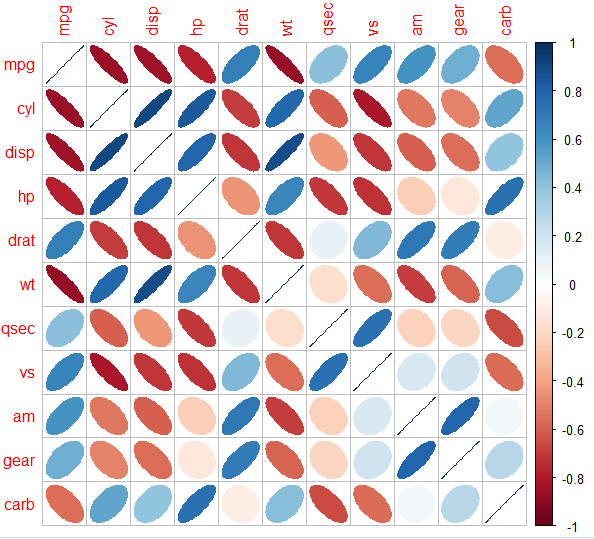 mpg cyl disp hp drat wt qsec vs am gear carb
mpg
cyl
disp
hp
drat
wt
qsec
vs
am
gear
carb
1
0.8
0.6
0.4
0.2
0
-0.2
-0.4
-0.6
-0.8
-1